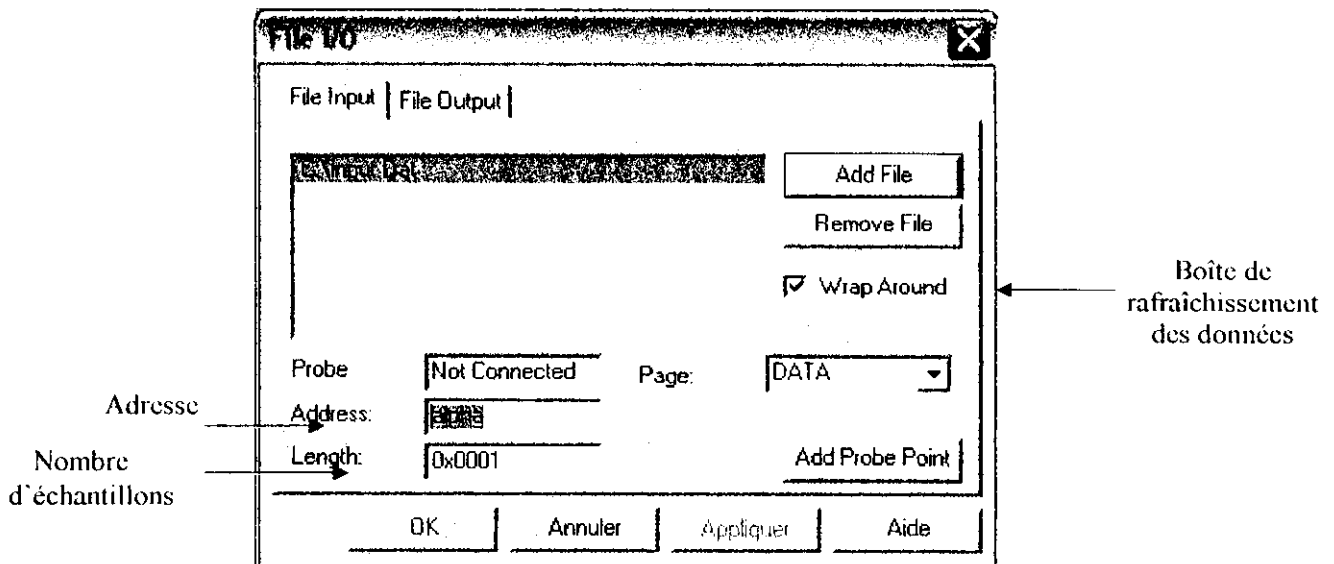 File I/O
File Input
File Output
Add File
Remove File
Wrap Around
Boîte de
rafraîchissement
des données
Probe
Not Connected
Page:
DATA
Adresse
Address:
Nombre
d'échantillons
Length:
0x0001
Add Probe Point
OK
Annuler
Appliquer
Aide